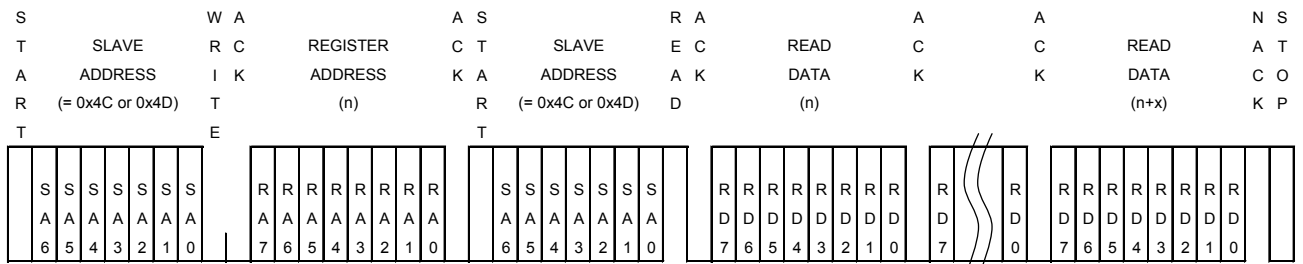 S W A A S R A A A N S
T SLAVE R C REGISTER C T SLAVE E C READ C C READ A T
A ADDRESS I K ADDRESS K A ADDRESS A K DATA K K DATA C O
R (= 0x4C or 0x4D) T (n) R (= 0x4C or 0x4D) D (n) (n+x) K P
T E T
S S S S S S S R R R R R R R R S S S S S S S R R R R R R R R R R R R R R R R R R
A A A A A A A A A A A A A A A A A A A A A A D D D D D D D D D D D D D D D D D D
6 5 4 3 2 1 0 7 6 5 4 3 2 1 0 6 5 4 3 2 1 0 7 6 5 4 3 2 1 0 7 0 7 6 5 4 3 2 1 0